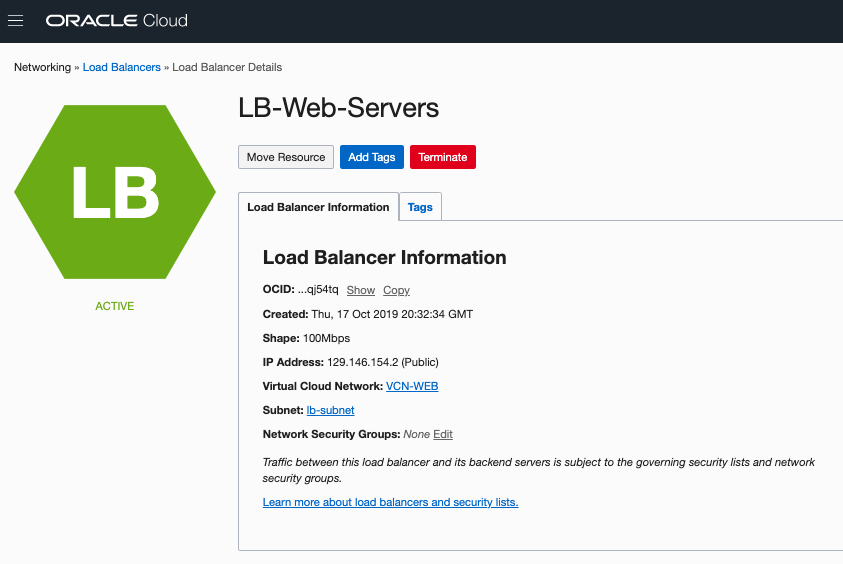 ORACLE Cloud
Networking » Load Balancers » Load Balancer Details
LB
ACTIVE
LB-Web-Servers
Move Resource Add Tags Terminate
Load Balancer Information Tags
Load Balancer Information
OCID: ...qj54tq Show Copy
Created: Thu, 17 Oct 2019 20:32:34 GMT
Shape: 100Mbps
IP Address: 129.146.154.2 (Public)
Virtual Cloud Network: VCN-WEB
Subnet: lb-subnet
Network Security Groups: None Edit
Traffic between this load balancer and its backend servers is subject to the governing security lists and network
security groups.
Learn more about load balancers and security lists.